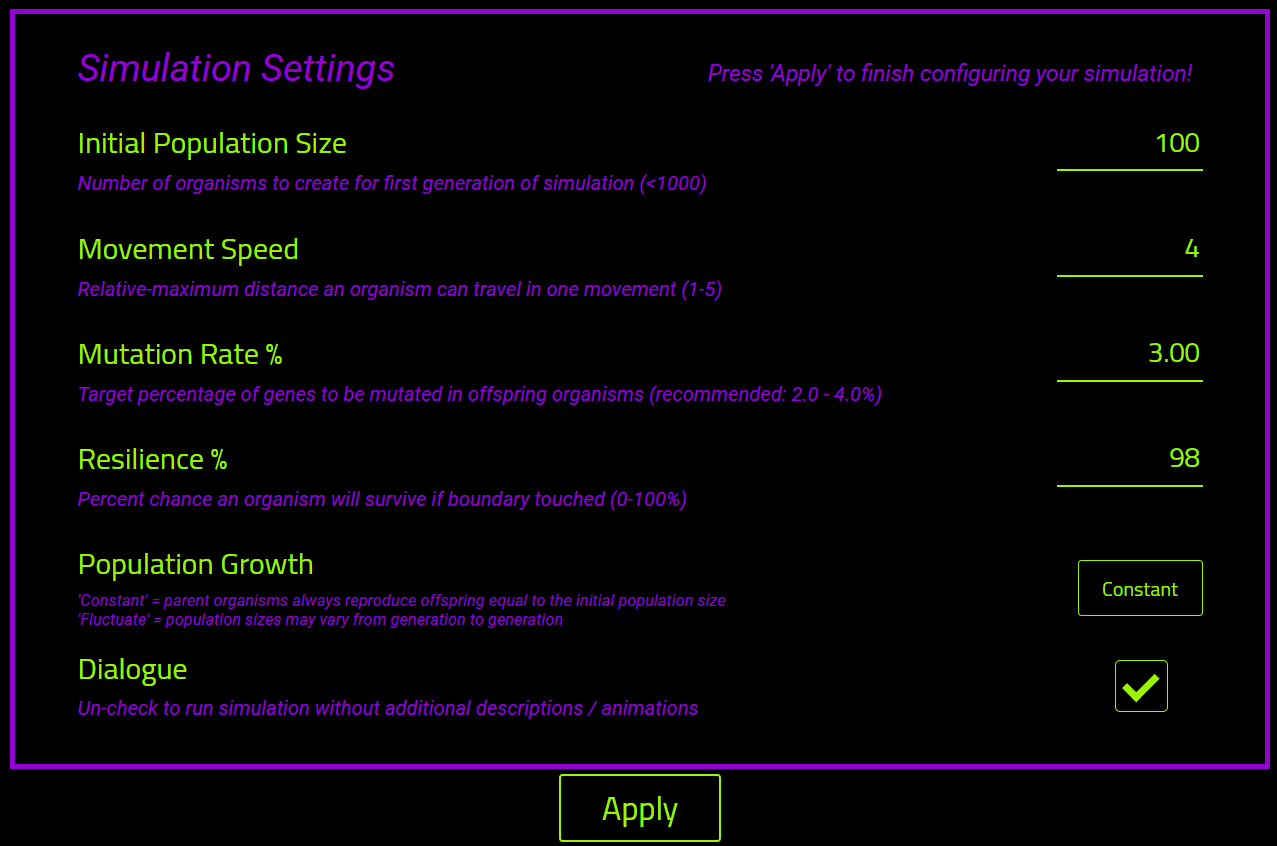 Simulation Settings
Press 'Apply' to finish configuring your simulation!
Initial Population Size
100
Number of organisms to create for first generation of simulation (<1000)
Movement Speed
4
Relative-maximum distance an organism can travel in one movement (1-5)
Mutation Rate %
3.00
Target percentage of genes to be mutated in offspring organisms (recommended: 2.0 - 4.0%)
Resilience %
98
Percent chance an organism will survive if boundary touched (0-100%)
Population Growth
Constant
'Constant' = parent organisms always reproduce offspring equal to the initial population size
'Fluctuate' = population sizes may vary from generation to generation
Dialogue
Un-check to run simulation without additional descriptions / animations
Apply